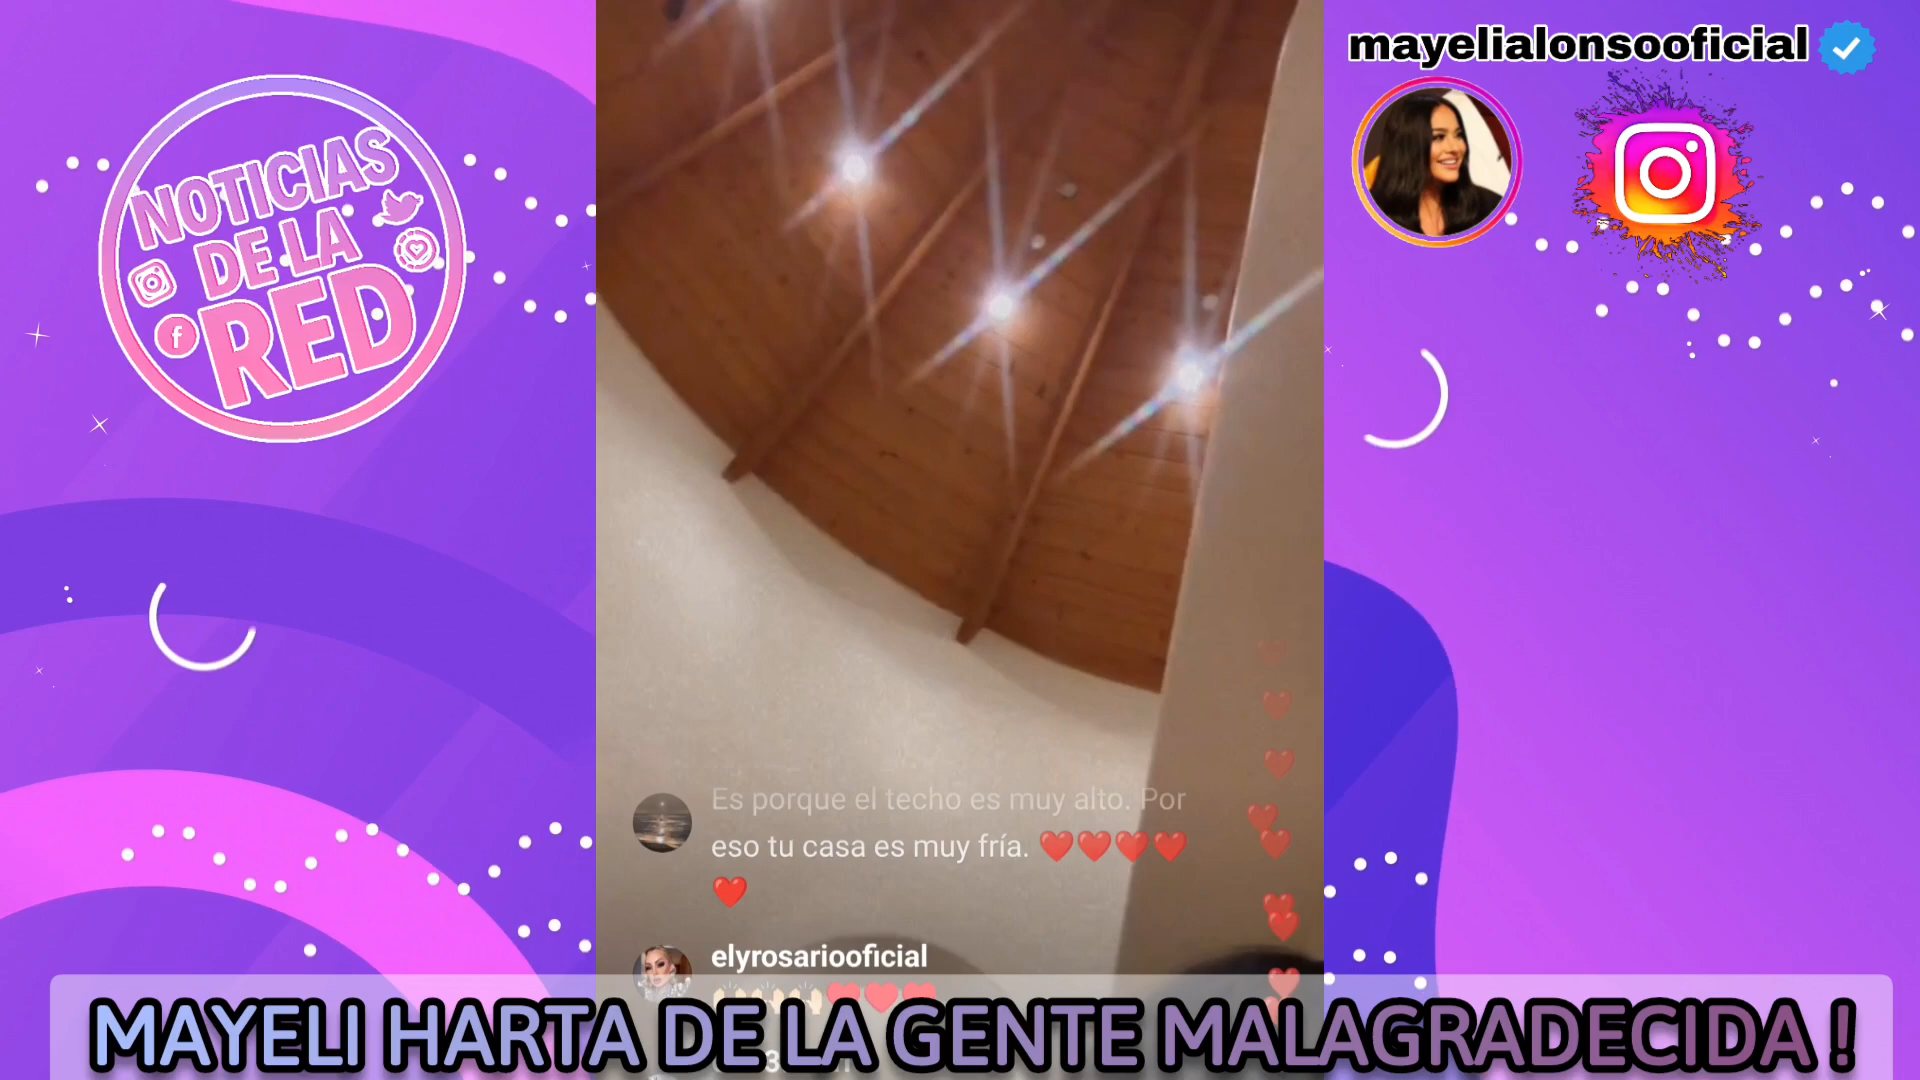 NOTICIAS
DE LA
RED
mayelialonsooficial
Es porque el techo es muy alto. Por
eso tu casa es muy fría. ❤️❤️❤️❤️
❤️
elyrosariooficial
🙌🙌🙌❤️❤️❤️
MAYELI HARTA DE LA GENTE MALAGRADECIDA !